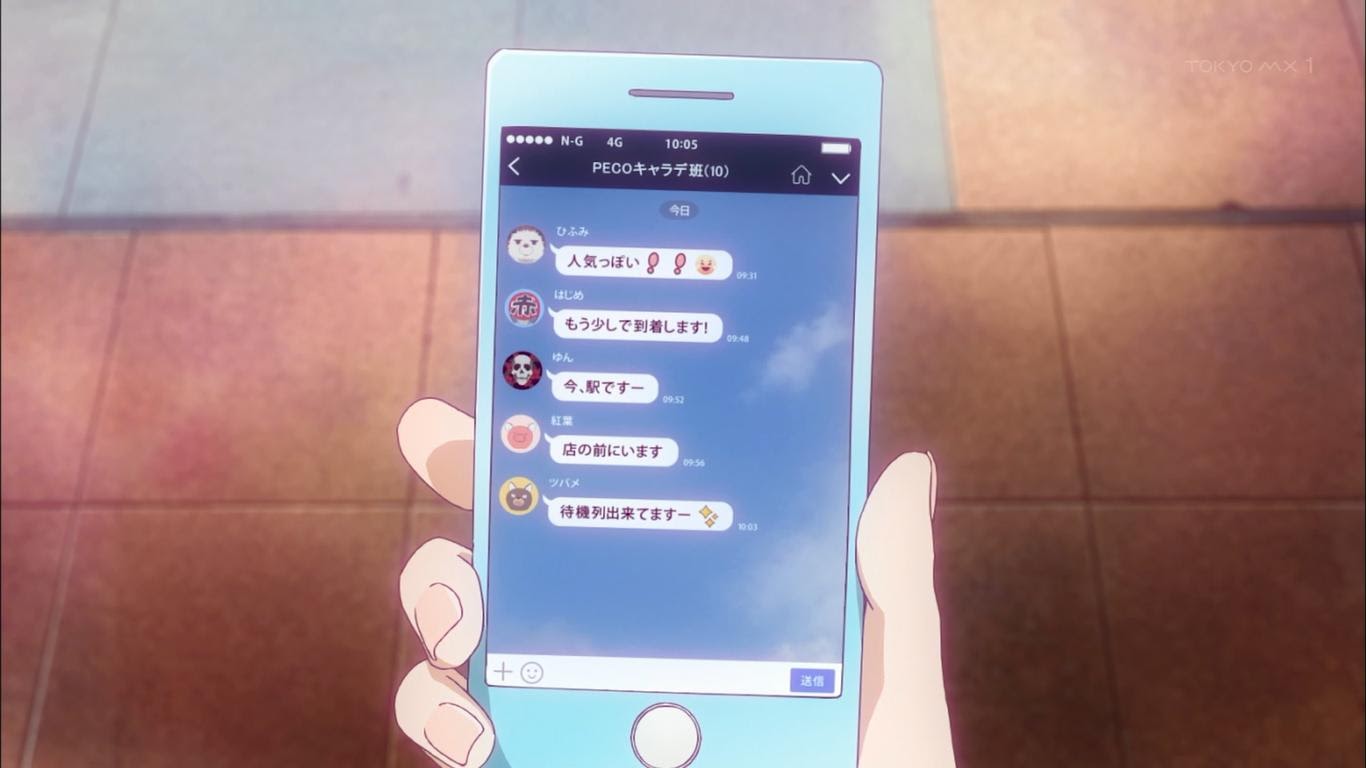 TOKYO MX 1
N-G 4G 10:05
PECOキャラデ班(10)
今日
ひふみ
人気っぽい❗❗😆
09:31
はじめ
赤
もう少しで到着します!
09:48
ゆん
今、駅ですー
09:52
紅葉
店の前にいます
09:56
ツバメ
待機列出来てますー✨
10:03
送信